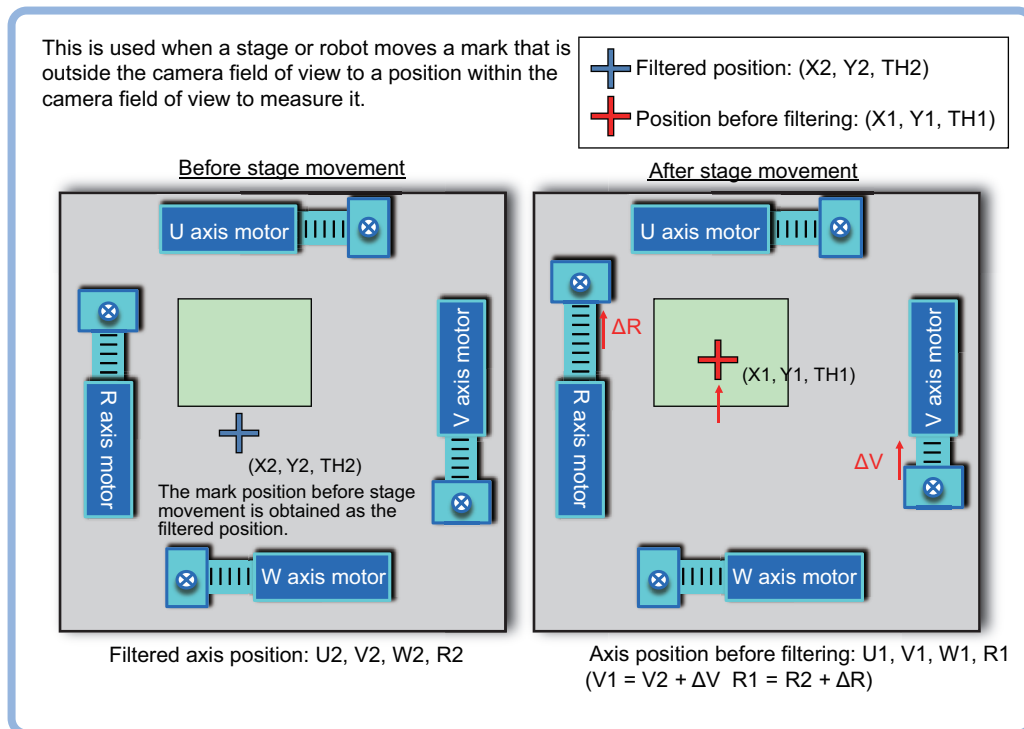 This is used when a stage or robot moves a mark that is
outside the camera field of view to a position within the
camera field of view to measure it.
Filtered position: (X2, Y2, TH2)
Position before filtering: (X1, Y1, TH1)
Before stage movement
U axis motor
R axis motor
V axis motor
(X2, Y2, TH2)
The mark position before stage
movement is obtained as the
filtered position.
W axis motor
Filtered axis position: U2, V2, W2, R2
After stage movement
U axis motor
ΔR
R axis motor
V axis motor
(X1, Y1, TH1)
ΔV
W axis motor
Axis position before filtering: U1, V1, W1, R1
(V1 = V2 + ΔV  R1 = R2 + ΔR)